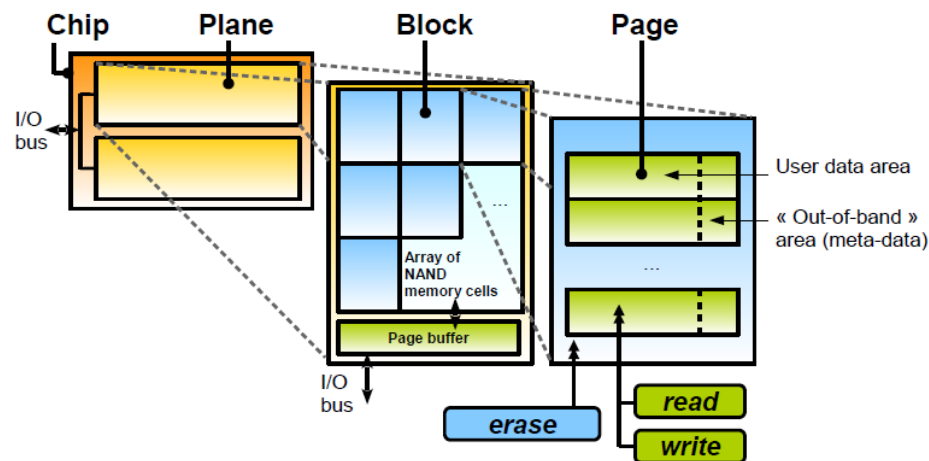 Chip
Plane
Block
Page
I/O
bus
User data area
« Out-of-band »
area (meta-data)
...
...
Array of
NAND
memory cells
Page buffer
I/O
bus
erase
read
write